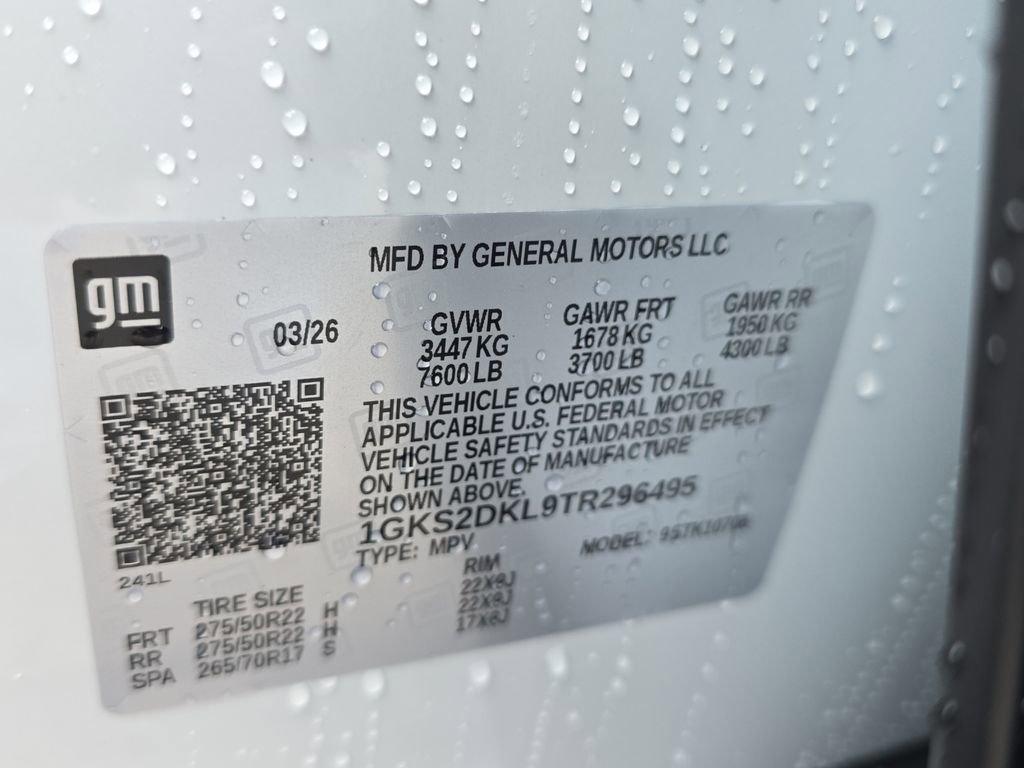 gm
MFD BY GENERAL MOTORS LLC
03/26
GVWR GAWR FRT GAWR RR
3447 KG 1678 KG 1950 KG
7600 LB 3700 LB 4300 LB
THIS VEHICLE CONFORMS TO ALL
APPLICABLE U.S. FEDERAL MOTOR
VEHICLE SAFETY STANDARDS IN EFFECT
ON THE DATE OF MANUFACTURE
SHOWN ABOVE.
1GKS2DKL9TR296495
TYPE: MPV MODEL:
241L
TIRE SIZE RIM
FRT 275/50R22 H 22X9J
RR 275/50R22 H 22X9J
SPA 265/70R17 S 17X8J